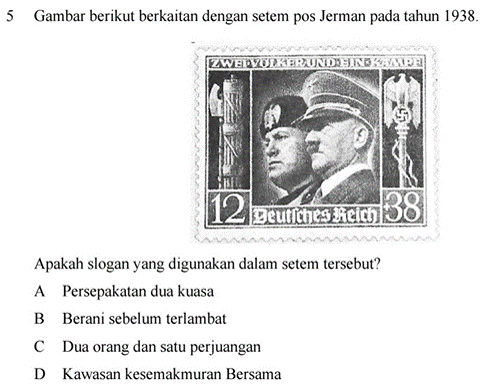 5 Gambar berikut berkaitan dengan setem pos Jerman pada tahun 1938.
ZWEI·VÖLKER·UND·EIN·KAMPF
12 Deutsches Reich +38
Apakah slogan yang digunakan dalam setem tersebut?
A Persepakatan dua kuasa
B Berani sebelum terlambat
C Dua orang dan satu perjuangan
D Kawasan kesemakmuran Bersama